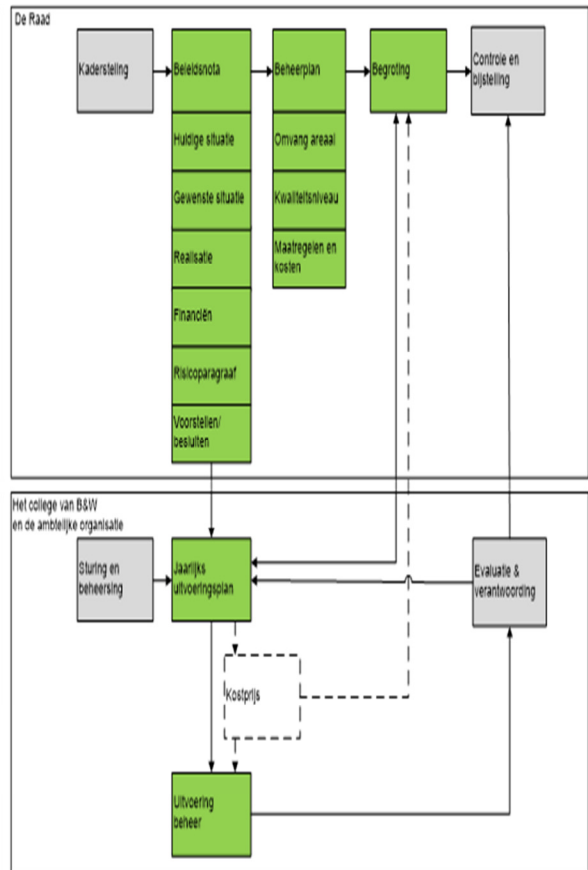 De Raad
Kaderstelling
Beleidsnota
Beheerplan
Begroting
Controle en
bijstelling
Huidige situatie
Omvang areaal
Gewenste situatie
Kwaliteitsniveau
Realisatie
Maatregelen en
kosten
Financiën
Risicoparagraaf
Voorstellen/
besluiten
Het college van B&W
en de ambtelijke organisatie
Sturing en
beheersing
Jaarlijks
uitvoeringsplan
Evaluatie &
verantwoording
Kostprijs
Uitvoering
beheer